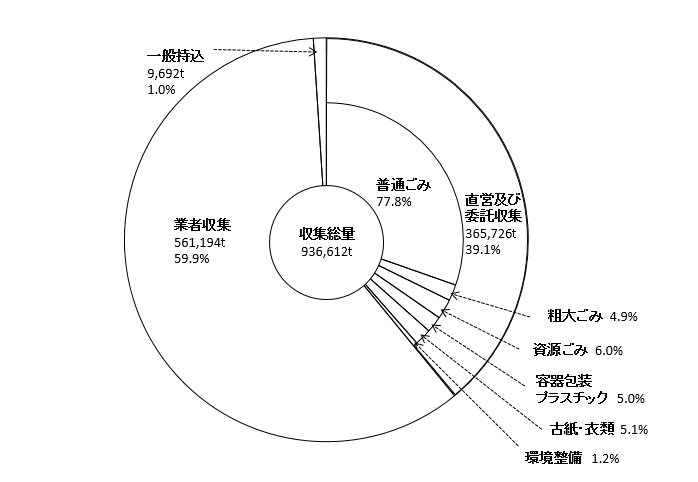 一般持込
9,692t
1.0%
普通ごみ
77.8%
直営及び
委託収集
365,726t
39.1%
業者収集
561,194t
59.9%
収集総量
936,612t
粗大ごみ 4.9%
資源ごみ 6.0%
容器包装
プラスチック 5.0%
古紙・衣類 5.1%
環境整備 1.2%